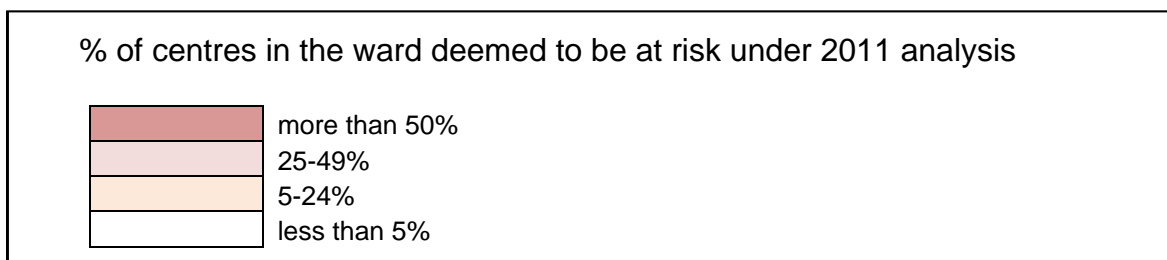 % of centres in the ward deemed to be at risk under 2011 analysis
more than 50%
25-49%
5-24%
less than 5%